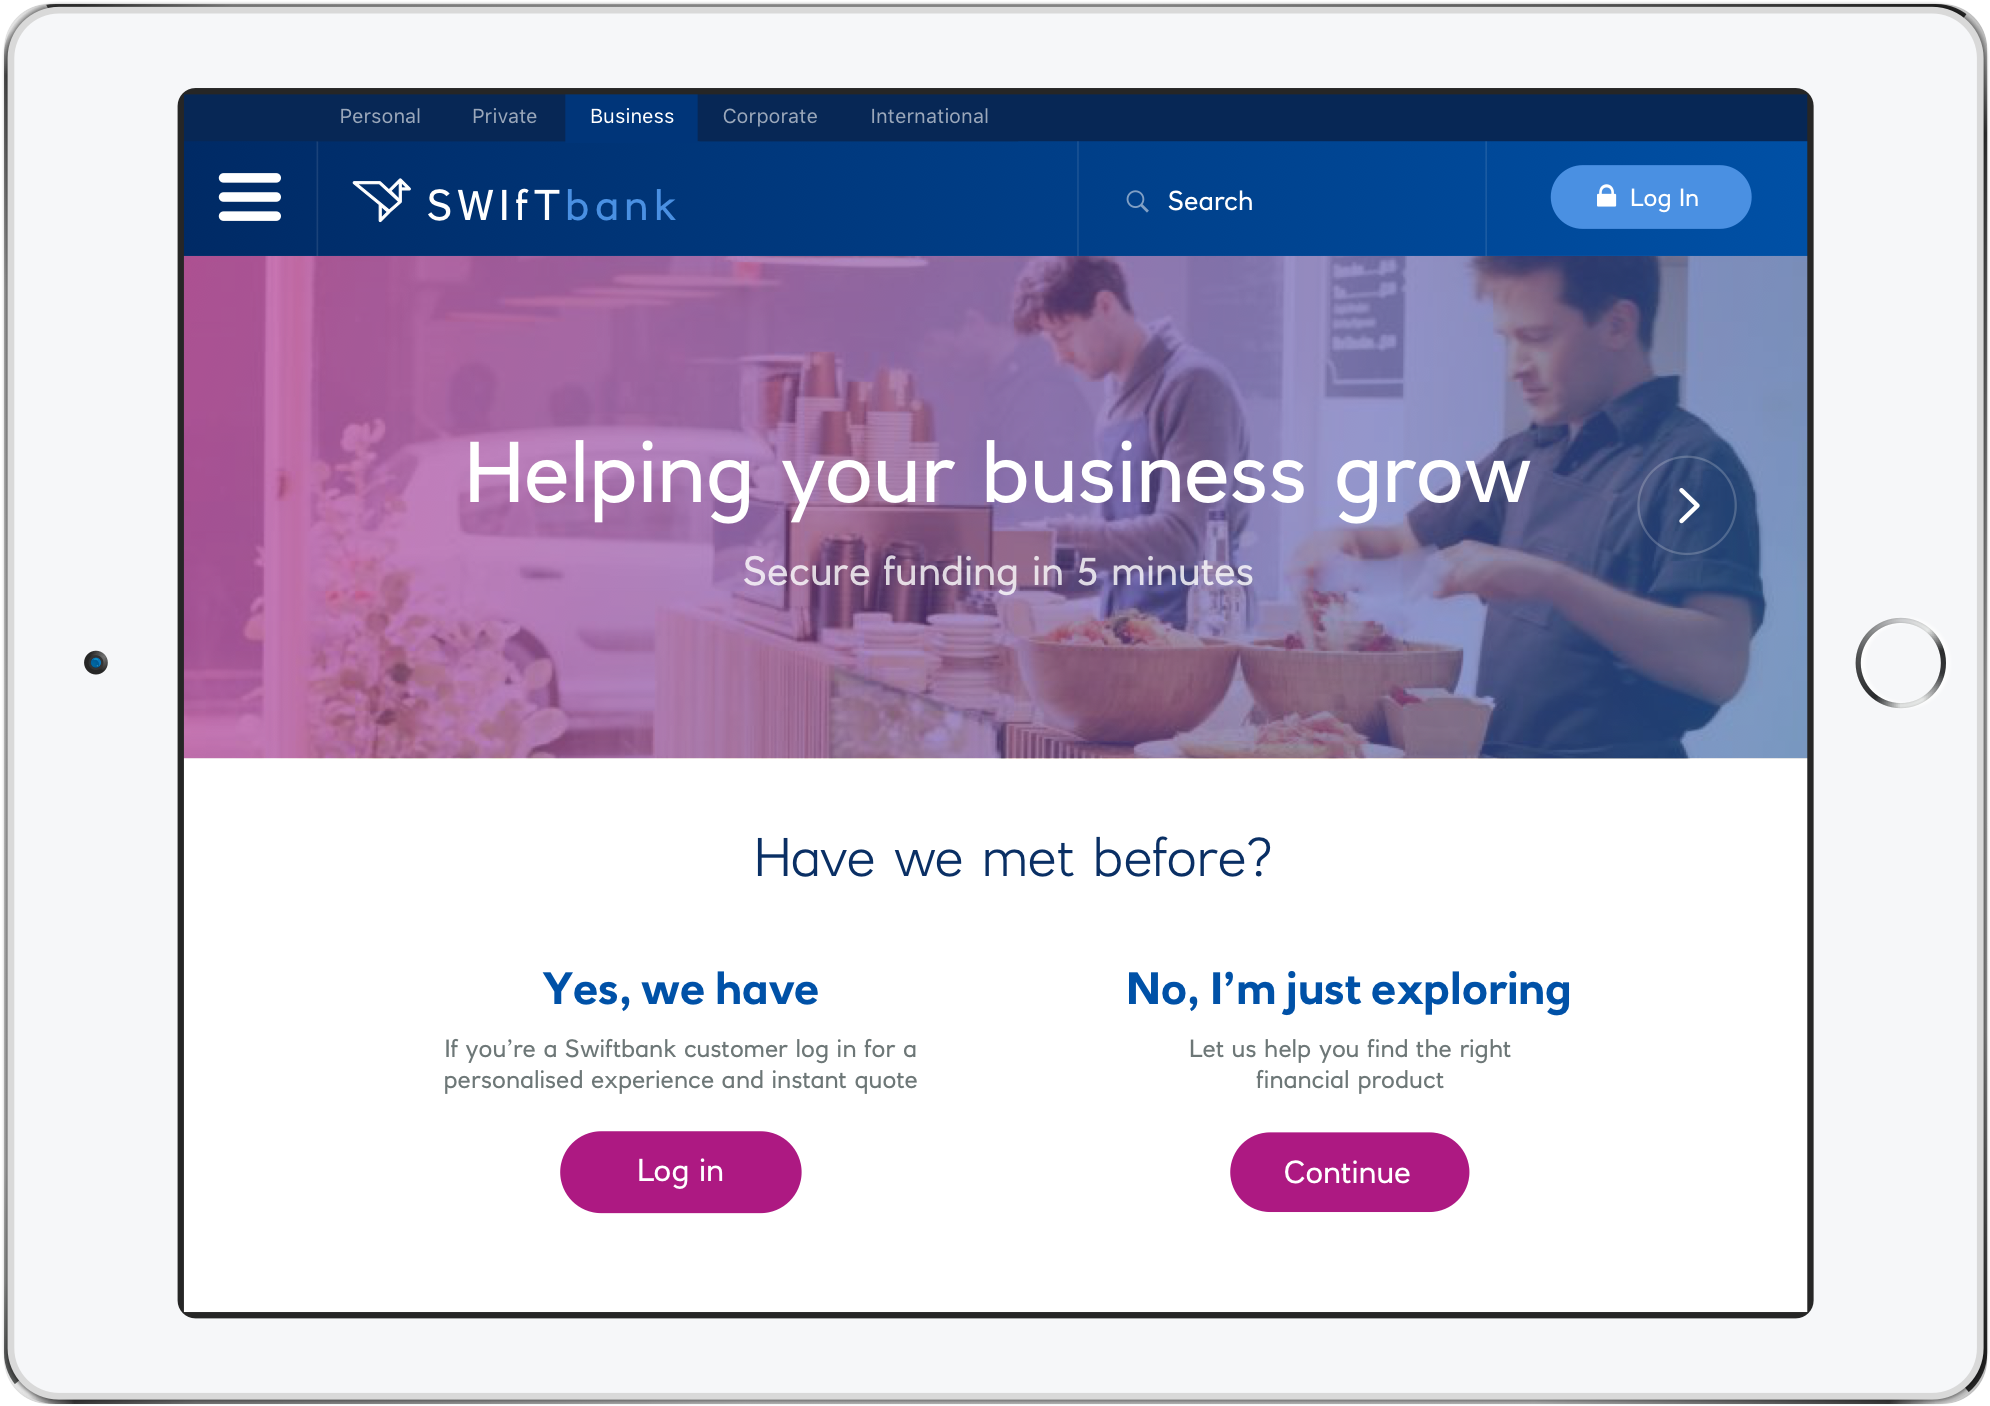 Personal Private Business Corporate International
SWIfTbank
Search
Log In
Helping your business grow
Secure funding in 5 minutes
Have we met before?
Yes, we have
If you’re a Swiftbank customer log in for a
personalised experience and instant quote
Log in
No, I’m just exploring
Let us help you find the right
financial product
Continue